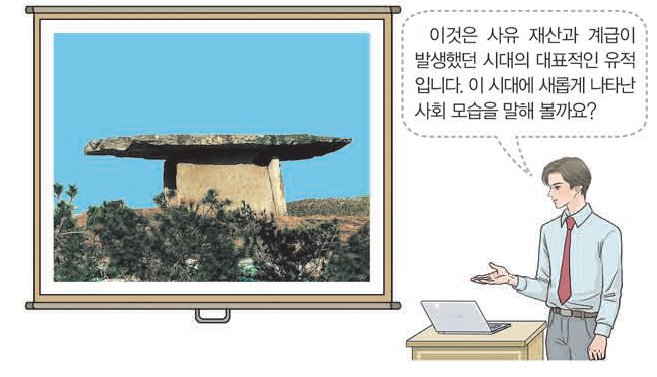 이것은 사유 재산과 계급이
발생했던 시대의 대표적인 유적
입니다. 이 시대에 새롭게 나타난
사회 모습을 말해 볼까요?